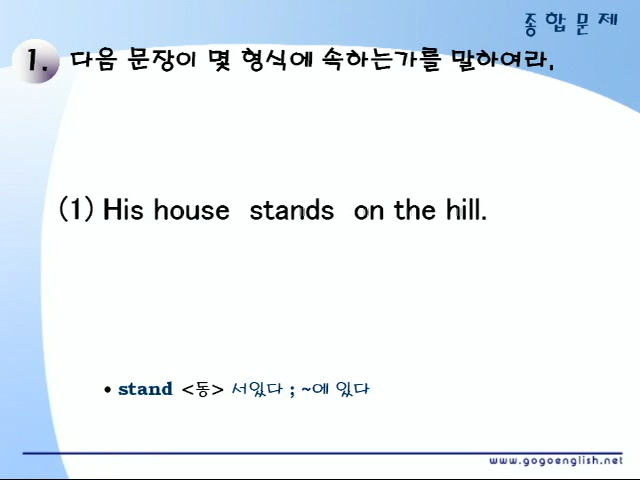 종합문제
1. 다음 문장이 몇 형식에 속하는가를 말하여라.
(1) His house stands on the hill.
• stand <동> 서있다 ; ~에 있다
www.gogoenglish.net